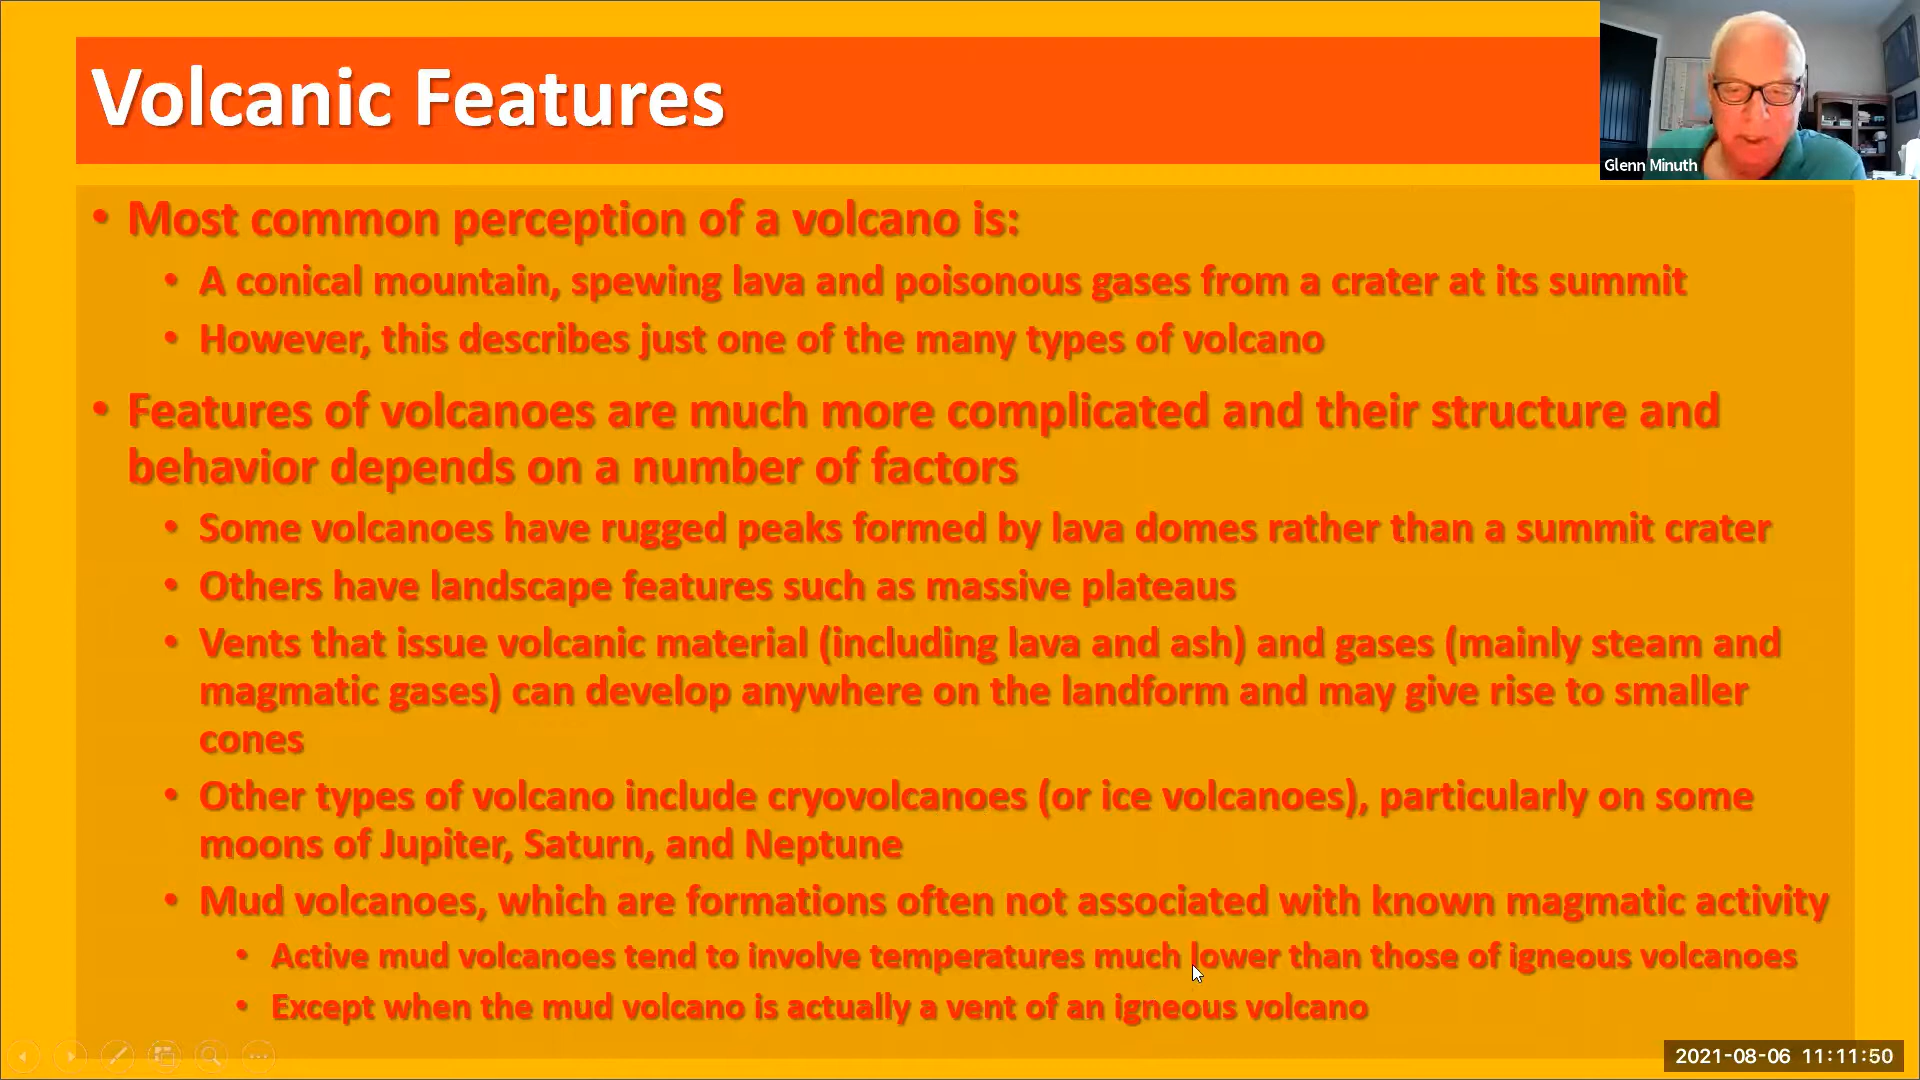 Volcanic Features
Glenn Minuth
• Most common perception of a volcano is:
• A conical mountain, spewing lava and poisonous gases from a crater at its summit
• However, this describes just one of the many types of volcano
• Features of volcanoes are much more complicated and their structure and
behavior depends on a number of factors
• Some volcanoes have rugged peaks formed by lava domes rather than a summit crater
• Others have landscape features such as massive plateaus
• Vents that issue volcanic material (including lava and ash) and gases (mainly steam and
magmatic gases) can develop anywhere on the landform and may give rise to smaller
cones
• Other types of volcano include cryovolcanoes (or ice volcanoes), particularly on some
moons of Jupiter, Saturn, and Neptune
• Mud volcanoes, which are formations often not associated with known magmatic activity
• Active mud volcanoes tend to involve temperatures much lower than those of igneous volcanoes
• Except when the mud volcano is actually a vent of an igneous volcano
2021-08-06 11:11:50